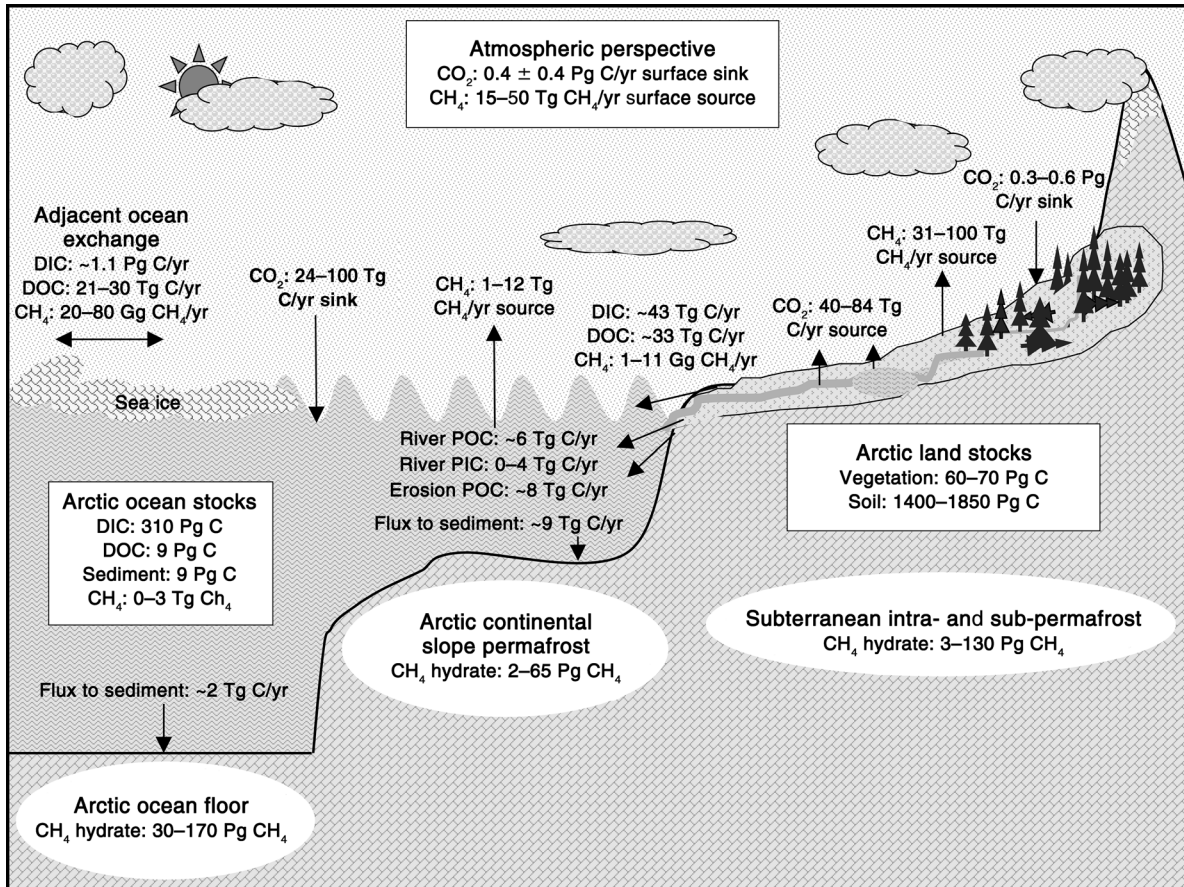 Atmospheric perspective
CO₂: 0.4 ± 0.4 Pg C/yr surface sink
CH₄: 15–50 Tg CH₄/yr surface source
Adjacent ocean
exchange
DIC: ~1.1 Pg C/yr
DOC: 21–30 Tg C/yr
CH₄: 20–80 Gg CH₄/yr
CO₂: 24–100 Tg
C/yr sink
CH₄: 1–12 Tg
CH₄/yr source
DIC: ~43 Tg C/yr
DOC: ~33 Tg C/yr
CH₄: 1–11 Gg CH₄/yr
CO₂: 40–84 Tg
C/yr source
CH₄: 31–100 Tg
CH₄/yr source
CO₂: 0.3–0.6 Pg
C/yr sink
Sea ice
River POC: ~6 Tg C/yr
River PIC: 0–4 Tg C/yr
Erosion POC: ~8 Tg C/yr
Flux to sediment: ~9 Tg C/yr
Arctic land stocks
Vegetation: 60–70 Pg C
Soil: 1400–1850 Pg C
Arctic ocean stocks
DIC: 310 Pg C
DOC: 9 Pg C
Sediment: 9 Pg C
CH₄: 0–3 Tg Ch₄
Arctic continental
slope permafrost
CH₄ hydrate: 2–65 Pg CH₄
Subterranean intra- and sub-permafrost
CH₄ hydrate: 3–130 Pg CH₄
Flux to sediment: ~2 Tg C/yr
Arctic ocean floor
CH₄ hydrate: 30–170 Pg CH₄